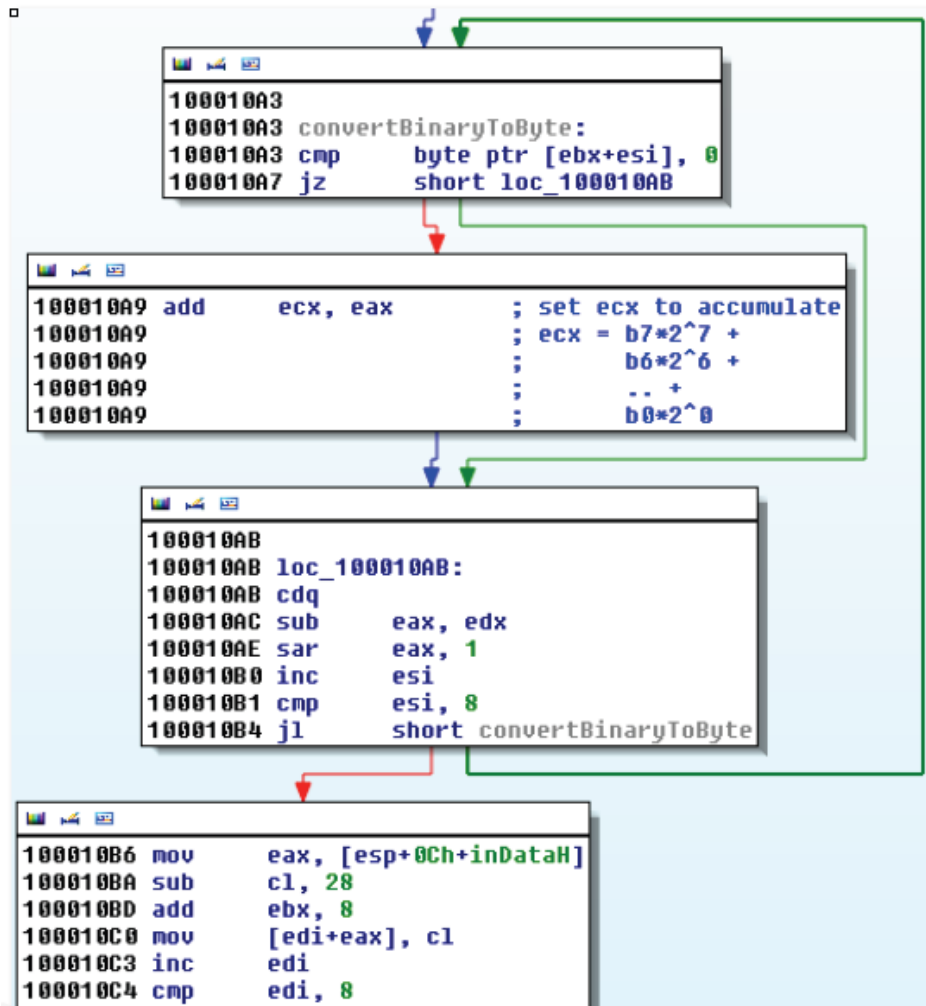 100010A3
100010A3 convertBinaryToByte:
100010A3 cmp byte ptr [ebx+esi], 0
100010A7 jz short loc_100010AB
100010A9 add ecx, eax ; set ecx to accumulate
100010A9 ; ecx = b7*2^7 +
100010A9 ; b6*2^6 +
100010A9 ; .. +
100010A9 ; b0*2^0
100010AB
100010AB loc_100010AB:
100010AB cdq
100010AC sub eax, edx
100010AE sar eax, 1
100010B0 inc esi
100010B1 cmp esi, 8
100010B4 jl short convertBinaryToByte
100010B6 mov eax, [esp+0Ch+inDataH]
100010BA sub cl, 28
100010BD add ebx, 8
100010C0 mov [edi+eax], cl
100010C3 inc edi
100010C4 cmp edi, 8